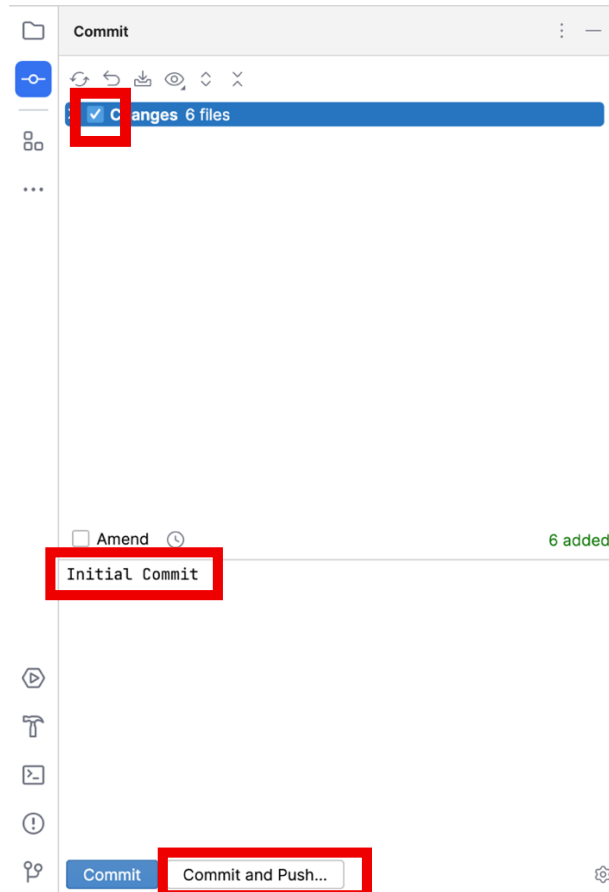 Commit
Changes 6 files
Amend
6 added
Initial Commit
Commit
Commit and Push...